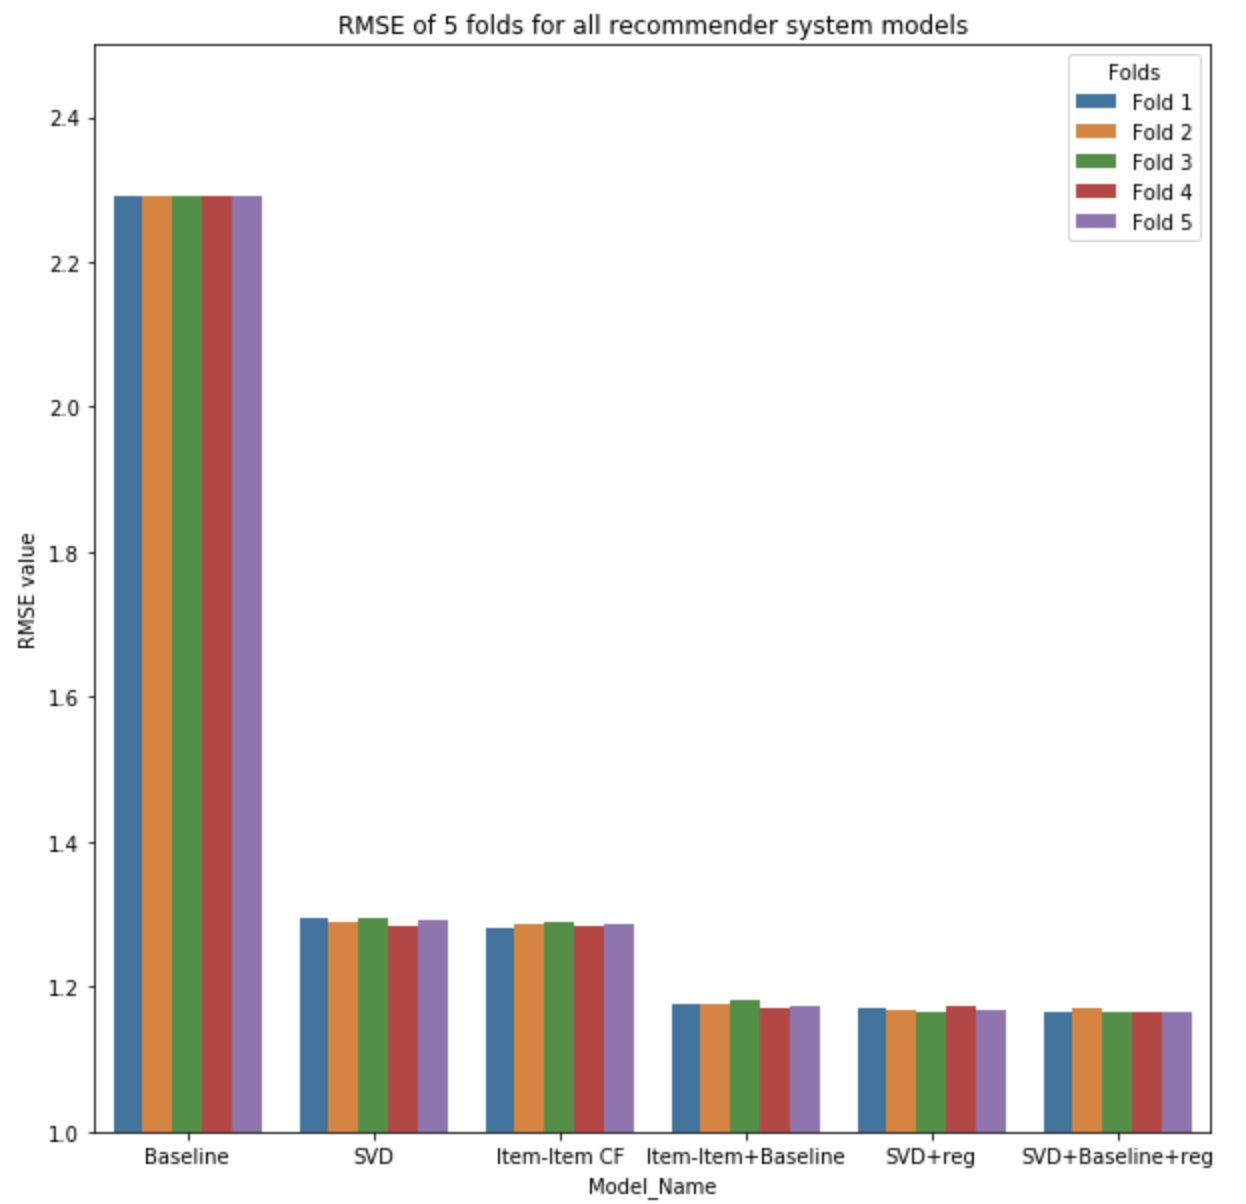 RMSE of 5 folds for all recommender system models
Folds
Fold 1
Fold 2
Fold 3
Fold 4
Fold 5
2.4
2.2
2.0
1.8
1.6
1.4
1.2
1.0
RMSE value
Baseline SVD Item-Item CF Item-Item+Baseline SVD+reg SVD+Baseline+reg
Model_Name